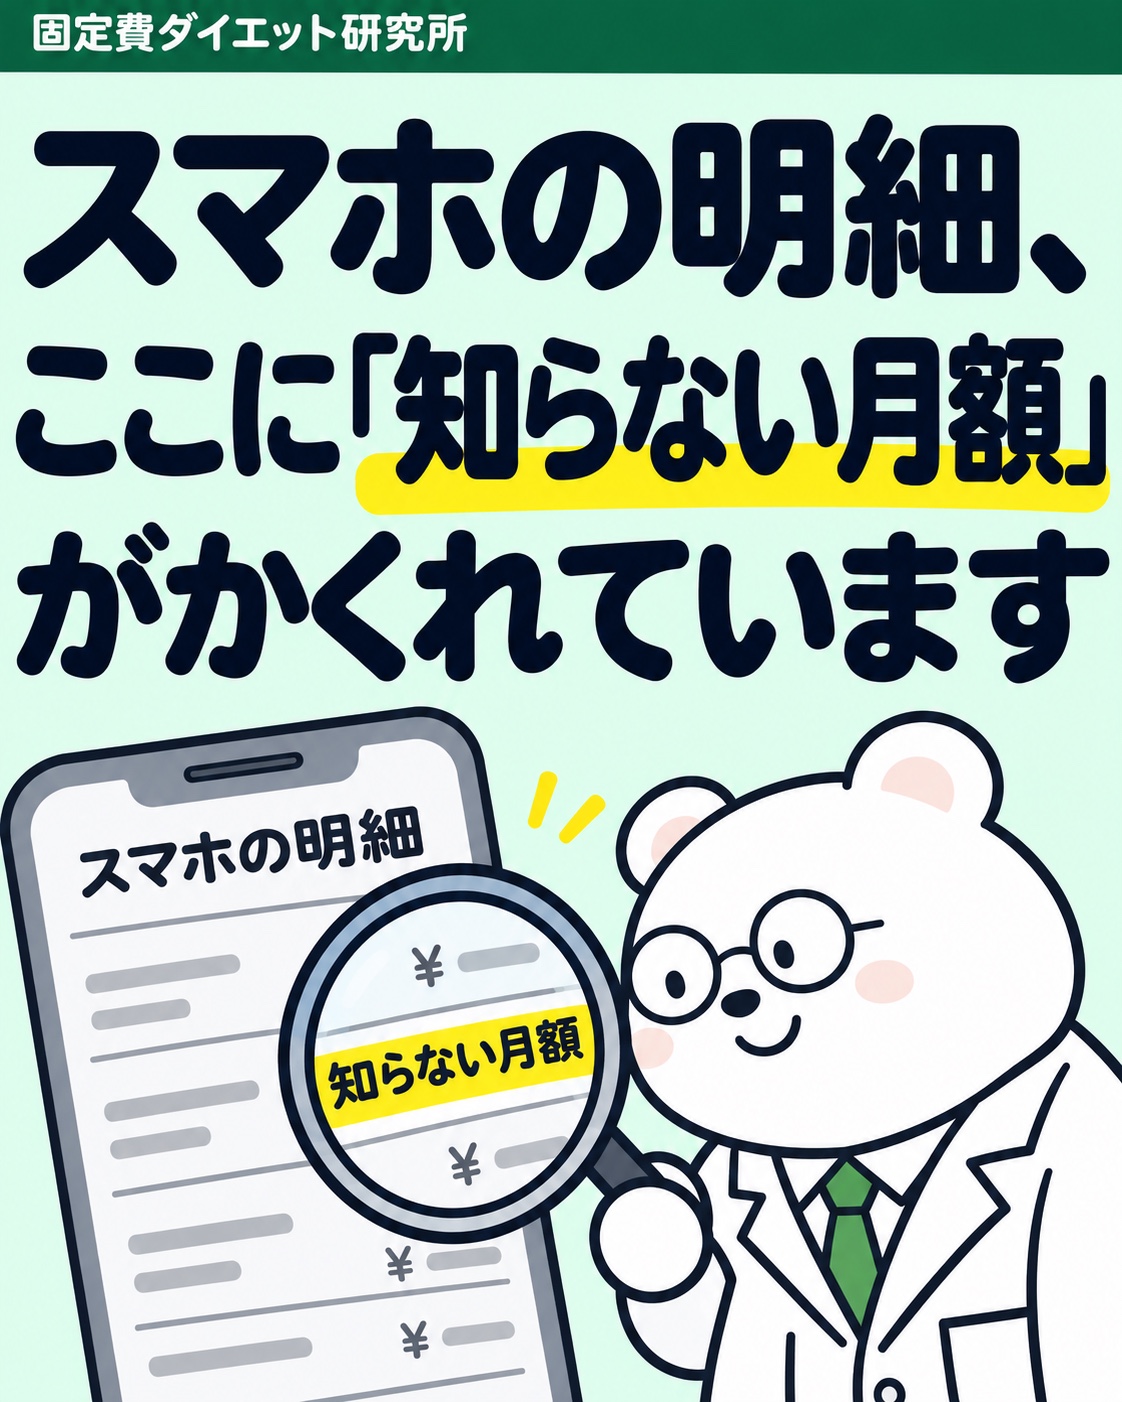 固定費ダイエット研究所
スマホの明細、
ここに「知らない月額」
がかくれています
スマホの明細
¥
知らない月額
¥
¥
¥